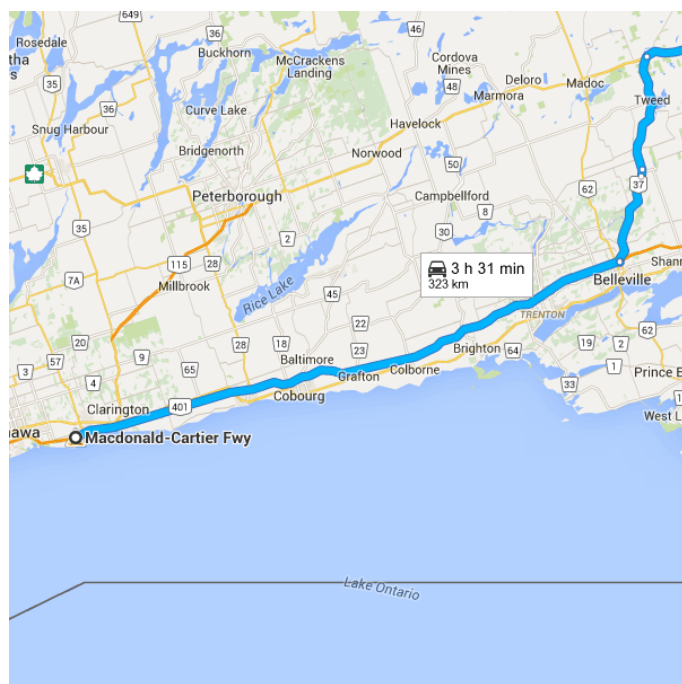 649
36
46
Rosedale
Buckhorn
McCrackens
Landing
Cordova
Mines
tha
es
35
Deloro
Madoc
48
Marmora
Tweed
36
Curve Lake
Havelock
Snug Harbour
Bridgenorth
Norwood
50
37
62
Peterborough
Campbellford
8
35
30
2
115
28
3 h 31 min
323 km
Shann
7A
Millbrook
Rice Lake
45
Belleville
TRENTON
20
22
18
19
2
62
57
9
28
Baltimore
23
Brighton
64
3
65
1
4
Grafton
Colborne
33
Prince E
Clarington
401
Cobourg
1
West L
nawa
Macdonald-Cartier Fwy
Lake Ontario